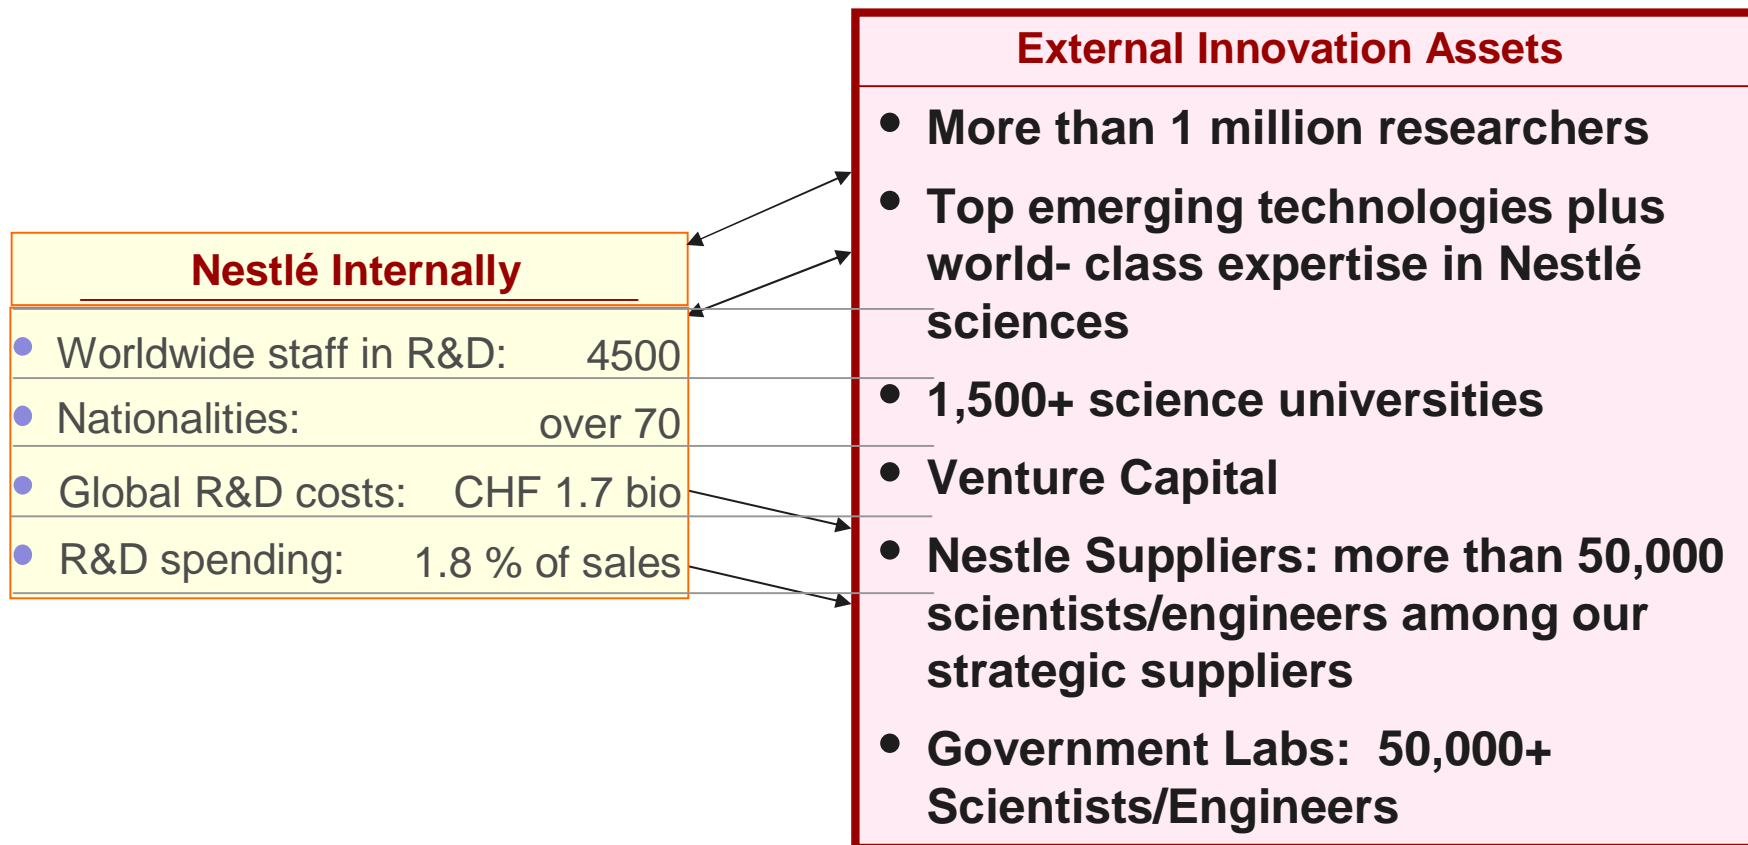 Nestlé Internally
Worldwide staff in R&D: 4500
Nationalities: over 70
Global R&D costs: CHF 1.7 bio
R&D spending: 1.8 % of sales
External Innovation Assets
More than 1 million researchers
Top emerging technologies plus
world- class expertise in Nestlé
sciences
1,500+ science universities
Venture Capital
Nestle Suppliers: more than 50,000
scientists/engineers among our
strategic suppliers
Government Labs: 50,000+
Scientists/Engineers